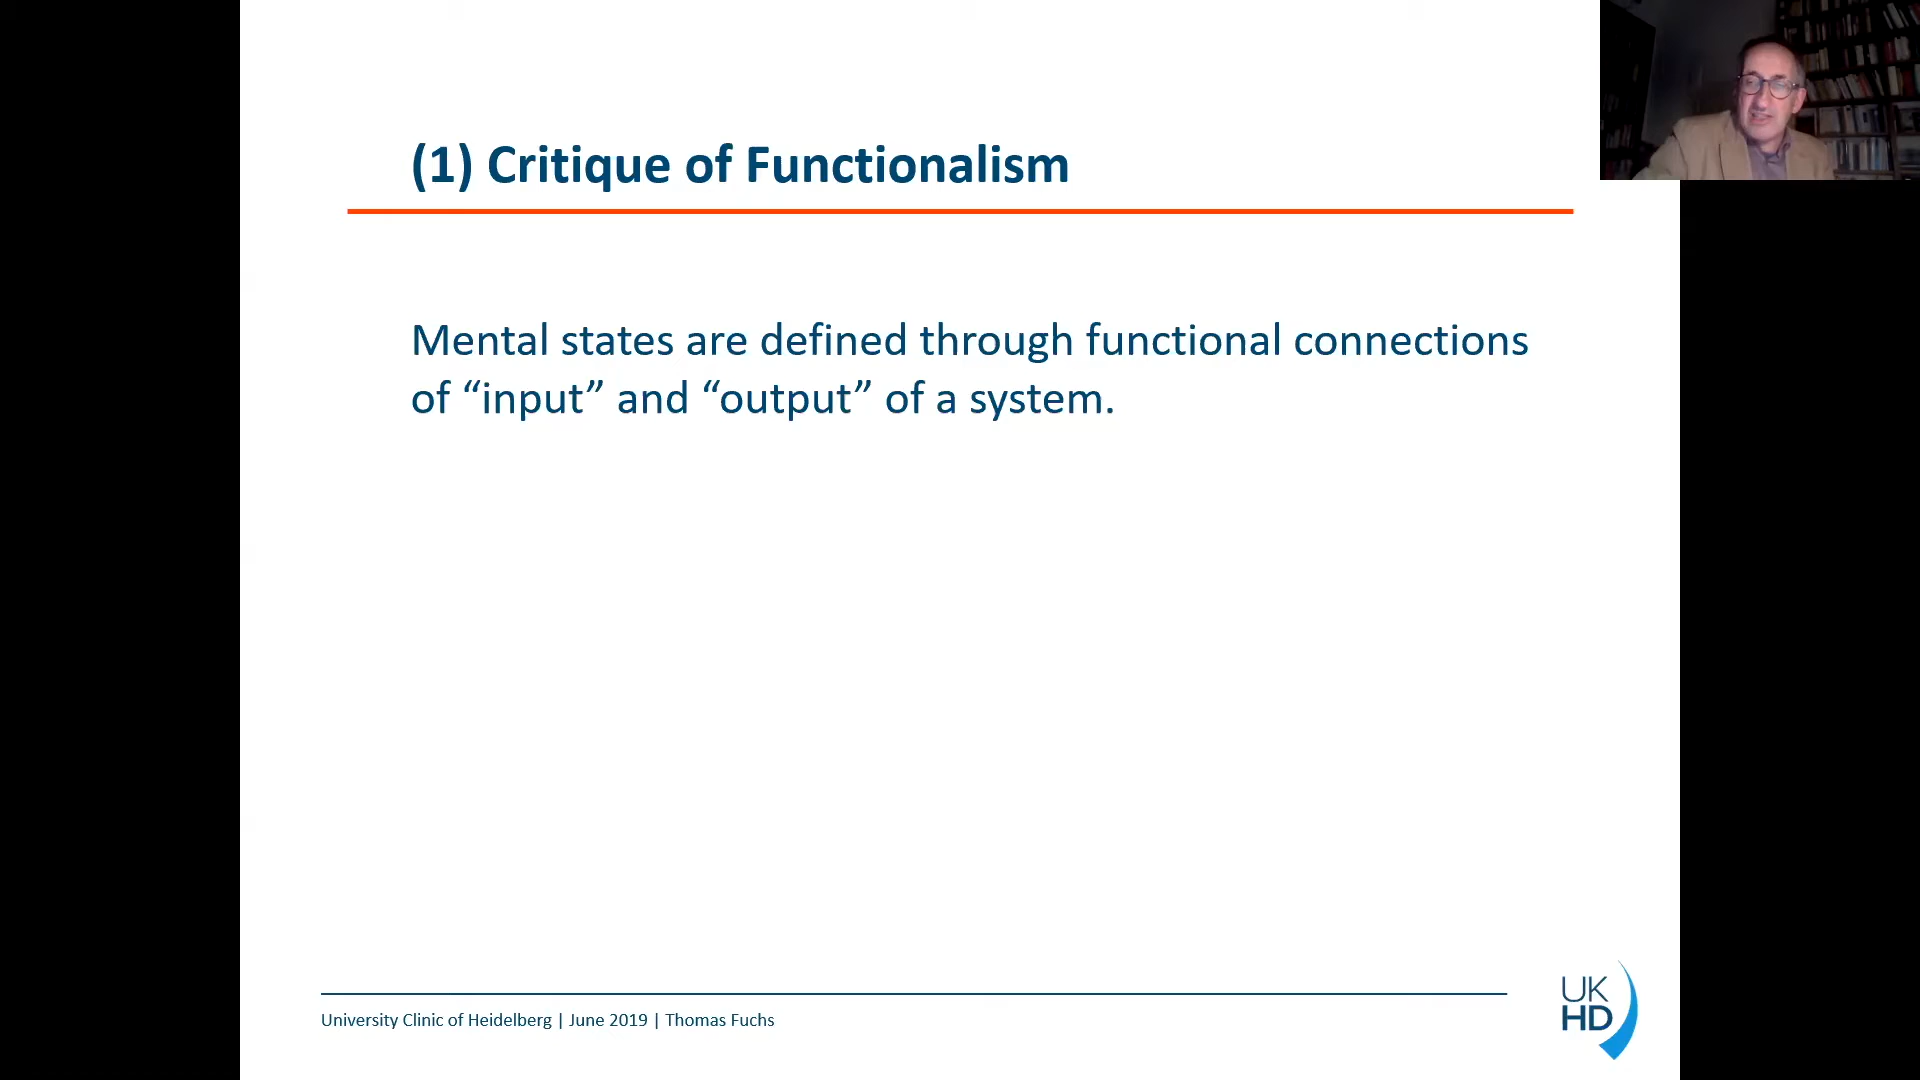 (1) Critique of Functionalism
Mental states are defined through functional connections
of “input” and “output” of a system.
University Clinic of Heidelberg | June 2019 | Thomas Fuchs
UK
HD